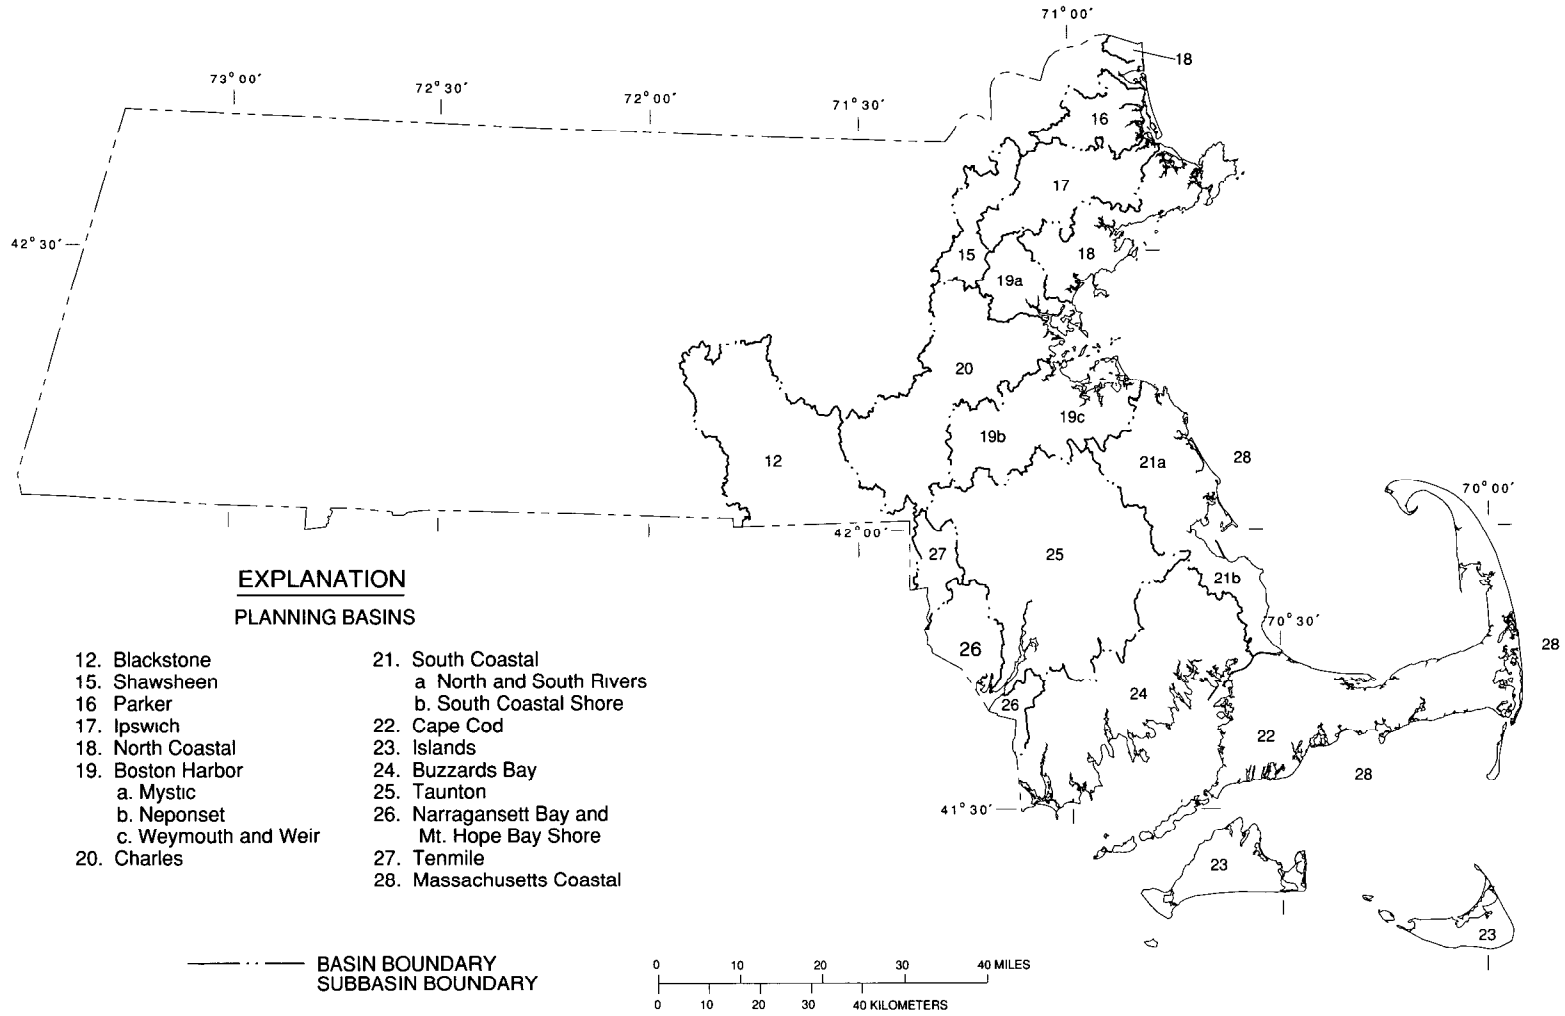 71° 00′
18
73° 00′
72° 30′
72° 00′
71° 30′
16
17
42° 30′
15
18
19a
20
19c
19b
12
21a
28
70° 00′
42° 00′
27
25
21b
70° 30′
28
26
24
26
22
28
41° 30′
23
23
EXPLANATION
PLANNING BASINS
12. Blackstone
15. Shawsheen
16 Parker
17. Ipswich
18. North Coastal
19. Boston Harbor
a. Mystic
b. Neponset
c. Weymouth and Weir
20. Charles
21. South Coastal
a North and South Rivers
b. South Coastal Shore
22. Cape Cod
23. Islands
24. Buzzards Bay
25. Taunton
26. Narragansett Bay and
Mt. Hope Bay Shore
27. Tenmile
28. Massachusetts Coastal
BASIN BOUNDARY
SUBBASIN BOUNDARY
0 10 20 30 40 MILES
0 10 20 30 40 KILOMETERS